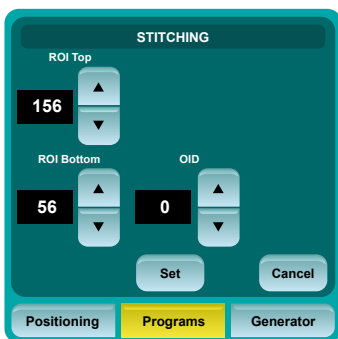 STITCHING
ROI Top
156
ROI Bottom
OID
56
0
Set
Cancel
Positioning
Programs
Generator